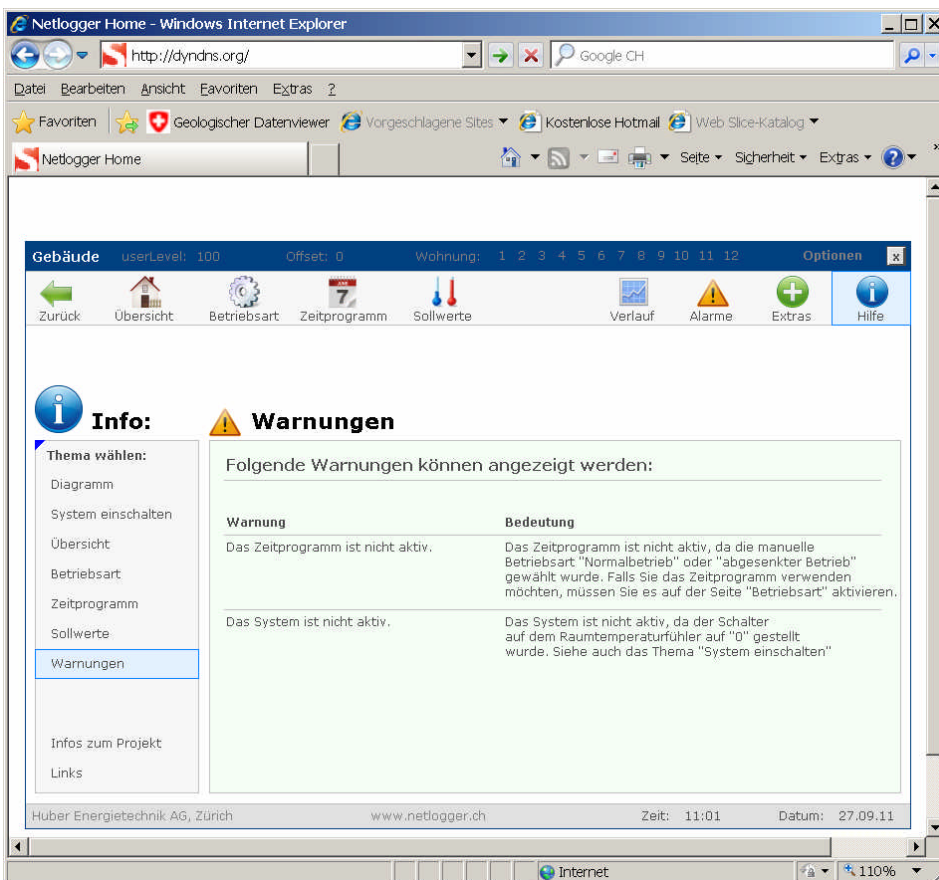 Netlogger Home - Windows Internet Explorer
http://dyndns.org/
Google CH
Datei Bearbeiten Ansicht Favoriten Extras ?
Favoriten Geologischer Datenviewer Vorgeschlagene Sites Kostenlose Hotmail Web Slice-Katalog
Netlogger Home Seite Sicherheit Extras
Gebäude userLevel: 100 Offset: 0 Wohnung: 1 2 3 4 5 6 7 8 9 10 11 12 Optionen x
Zurück Übersicht Betriebsart Zeitprogramm Sollwerte Verlauf Alarme Extras Hilfe
Info:
Warnungen
Thema wählen:
Diagramm
System einschalten
Übersicht
Betriebsart
Zeitprogramm
Sollwerte
Warnungen
Infos zum Projekt
Links
Folgende Warnungen können angezeigt werden:
Warnung Bedeutung
Das Zeitprogramm ist nicht aktiv.
Das Zeitprogramm ist nicht aktiv, da die manuelle
Betriebsart "Normalbetrieb" oder "abgesenkter Betrieb"
gewählt wurde. Falls Sie das Zeitprogramm verwenden
möchten, müssen Sie es auf der Seite "Betriebsart" aktivieren.
Das System ist nicht aktiv.
Das System ist nicht aktiv, da der Schalter
auf dem Raumtemperaturfühler auf "0" gestellt
wurde. Siehe auch das Thema "System einschalten"
Huber Energietechnik AG, Zürich www.netlogger.ch Zeit: 11:01 Datum: 27.09.11
Internet 110%